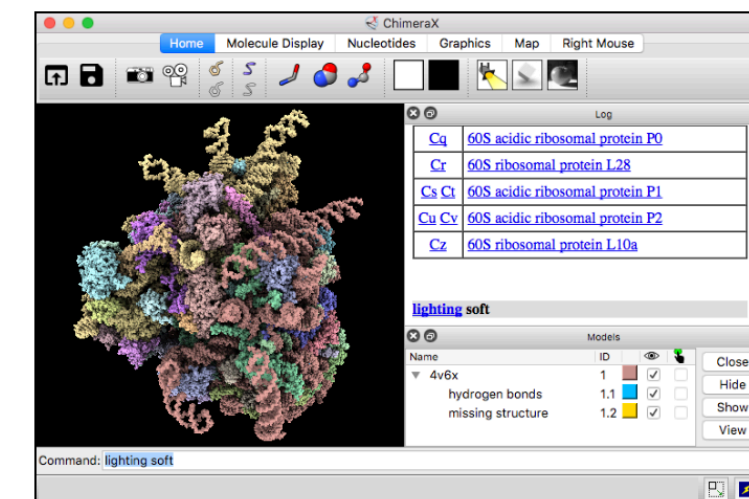 ChimeraX
Home Molecule Display Nucleotides Graphics Map Right Mouse
Log
Cq 60S acidic ribosomal protein P0
Cr 60S ribosomal protein L28
Cs Ct 60S acidic ribosomal protein P1
Cu Cv 60S acidic ribosomal protein P2
Cz 60S ribosomal protein L10a
lighting soft
Models
Name ID
4v6x 1
hydrogen bonds 1.1
missing structure 1.2
Close
Hide
Show
View
Command: lighting soft